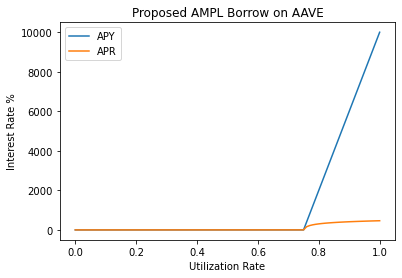 Proposed AMPL Borrow on AAVE
APY
APR
Interest Rate %
10000
8000
6000
4000
2000
0
0.0 0.2 0.4 0.6 0.8 1.0
Utilization Rate